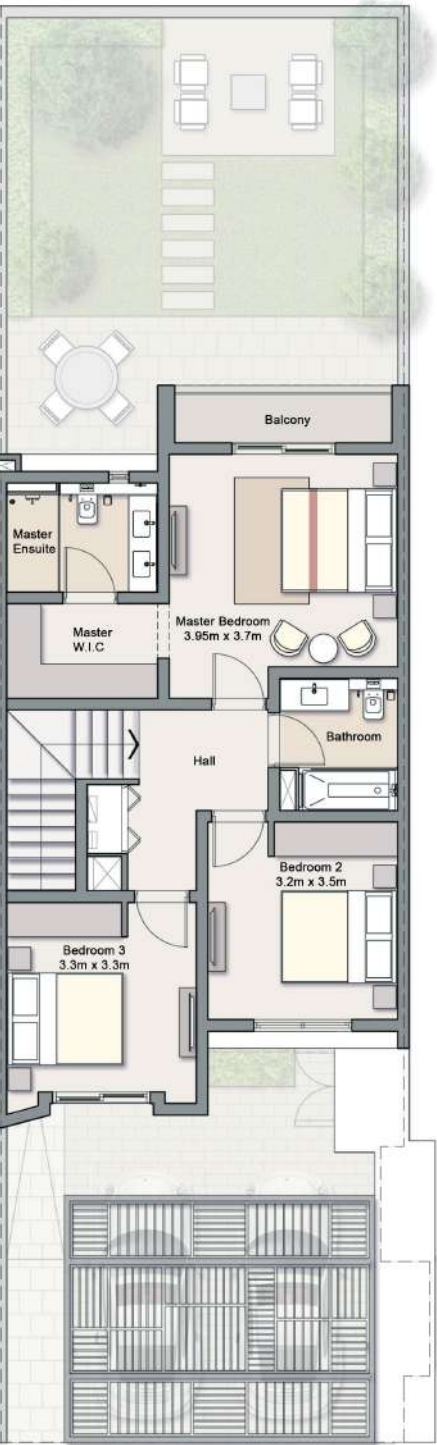 Balcony
Master
Ensuite
Master Bedroom
3.95m x 3.7m
Master
W.I.C
Bathroom
Hall
Bedroom 2
3.2m x 3.5m
Bedroom 3
3.3m x 3.3m